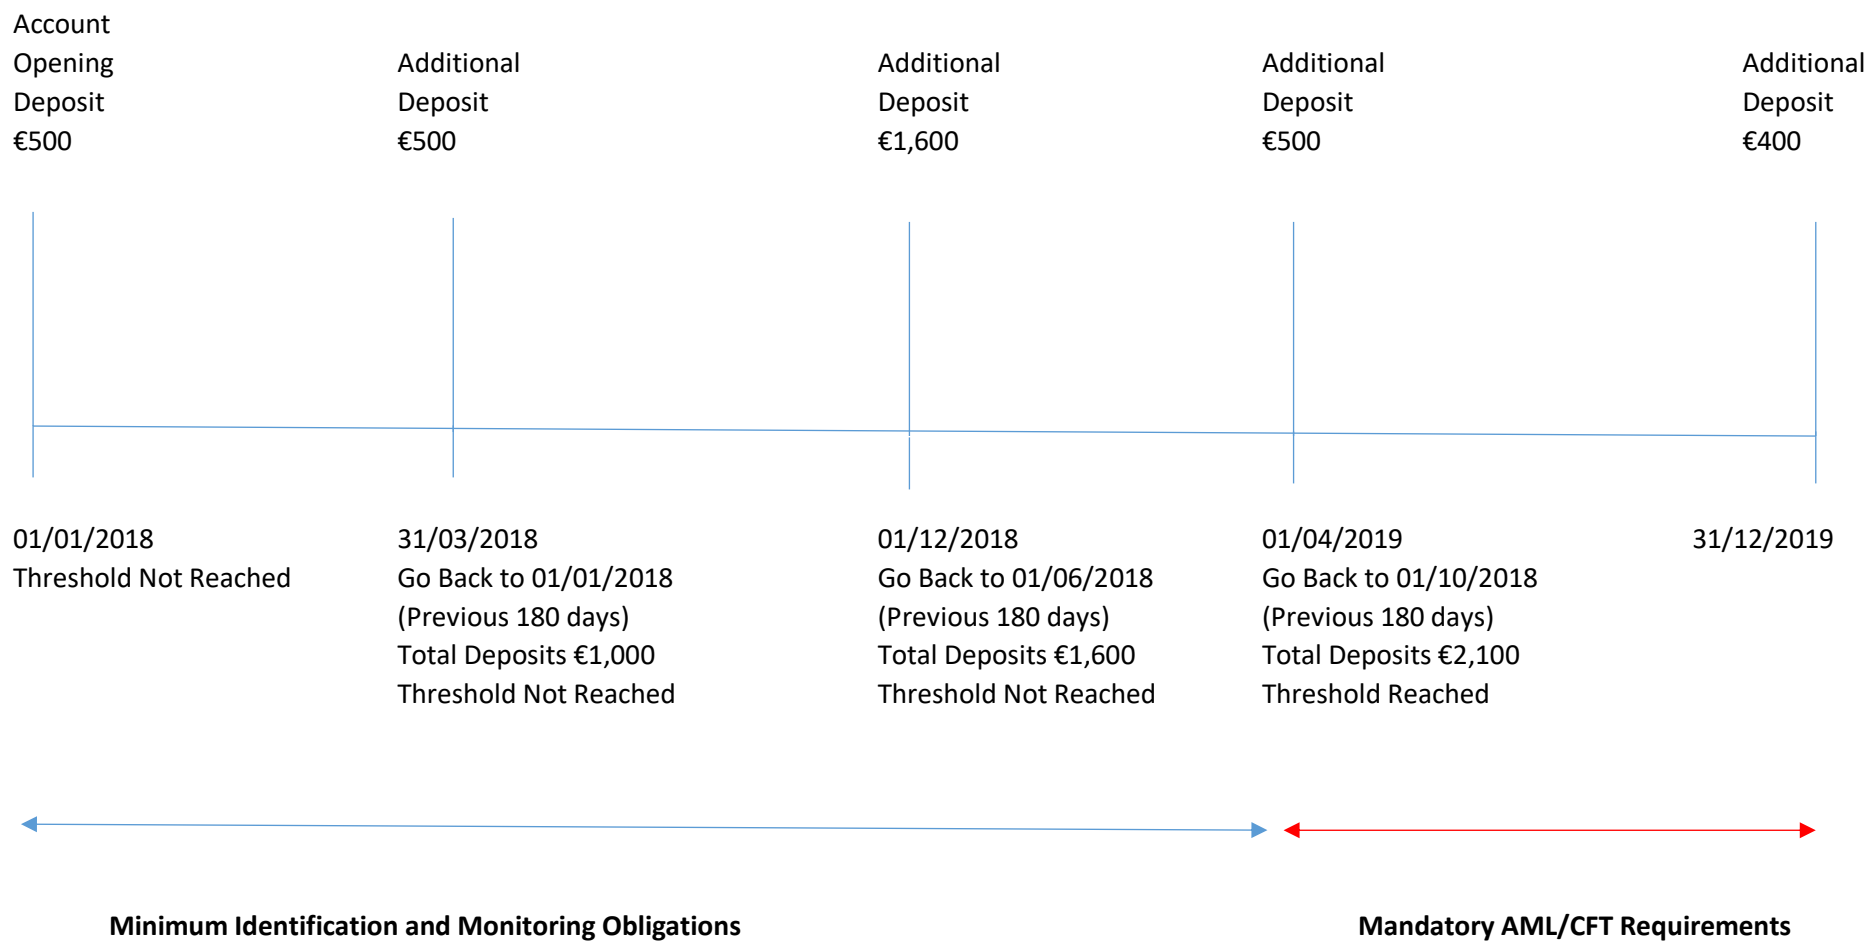 Account
Opening
Deposit
€500
Additional
Deposit
€500
Additional
Deposit
€1,600
Additional
Deposit
€500
Additional
Deposit
€400
01/01/2018
Threshold Not Reached
31/03/2018
Go Back to 01/01/2018
(Previous 180 days)
Total Deposits €1,000
Threshold Not Reached
01/12/2018
Go Back to 01/06/2018
(Previous 180 days)
Total Deposits €1,600
Threshold Not Reached
01/04/2019
Go Back to 01/10/2018
(Previous 180 days)
Total Deposits €2,100
Threshold Reached
31/12/2019
Minimum Identification and Monitoring Obligations
Mandatory AML/CFT Requirements